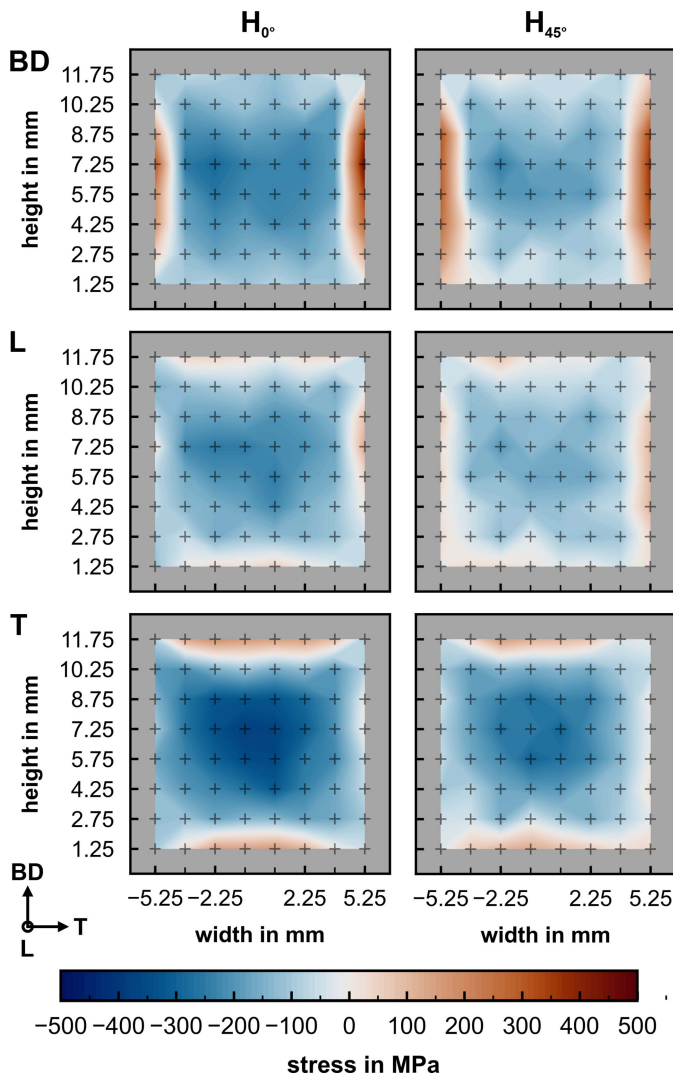 H0° H45°
BD
11.75
10.25
8.75
7.25
5.75
4.25
2.75
1.25
height in mm
L
11.75
10.25
8.75
7.25
5.75
4.25
2.75
1.25
height in mm
T
11.75
10.25
8.75
7.25
5.75
4.25
2.75
1.25
height in mm
BD
T
L
−5.25 −2.25 2.25 5.25 −5.25 −2.25 2.25 5.25
width in mm width in mm
−500 −400 −300 −200 −100 0 100 200 300 400 500
stress in MPa